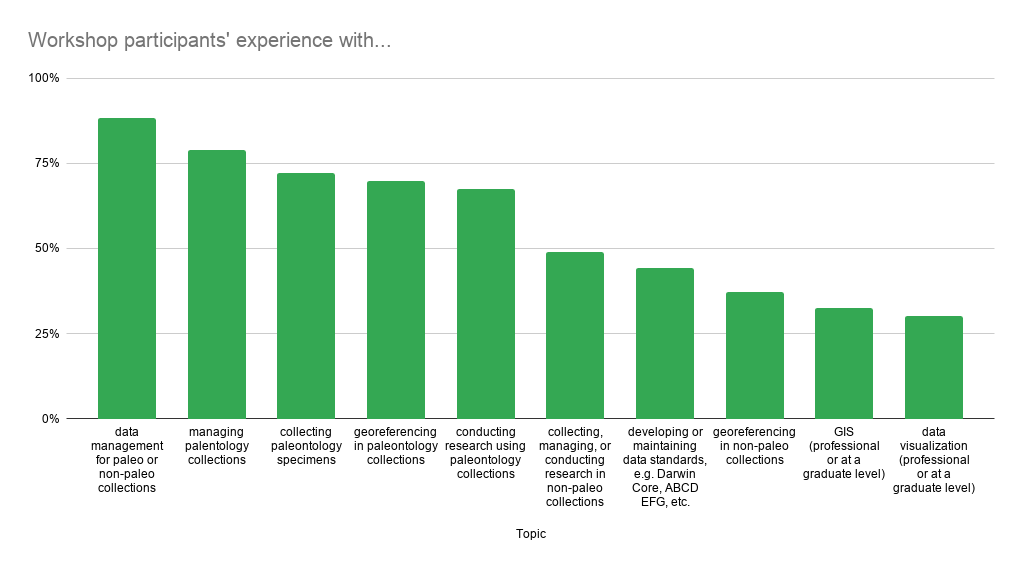 Workshop participants' experience with...
100%
75%
50%
25%
0%
data
management
for paleo or
non-paleo
collections
managing
palentology
collections
collecting
paleontology
specimens
georeferencing
in paleontology
collections
conducting
research using
paleontology
collections
collecting,
managing, or
conducting
research in
non-paleo
collections
developing or
maintaining
data standards,
e.g. Darwin
Core, ABCD
EFG, etc.
georeferencing
in non-paleo
collections
GIS
(professional
or at a
graduate level)
data
visualization
(professional
or at a
graduate level)
Topic